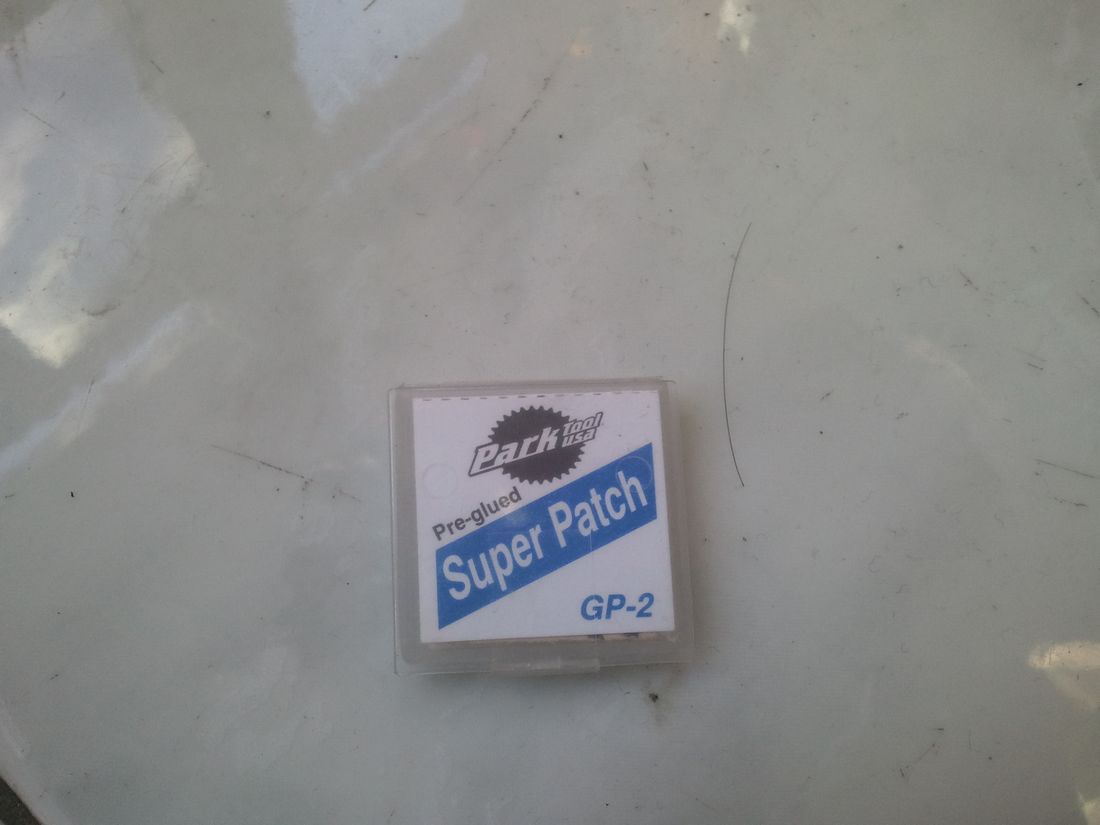 Park Tool
usa
Pre-glued
Super Patch
GP-2